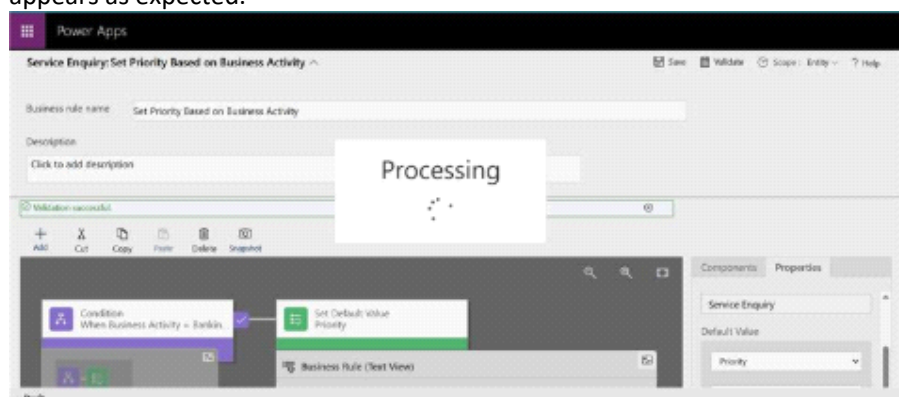 appears as expected.
Power Apps
Service Enquiry: Set Priority Based on Business Activity
Save Validate Scope: Entity ? Help
Business rule name Set Priority Based on Business Activity
Description
Click to add description
Processing
Validation successful.
Add Cut Copy Paste Delete Snapshot
Components Properties
Condition
When Business Activity = Bankin...
Set Default Value
Priority
Service Enquiry
Default Value
Priority
Business Rule (Text View)